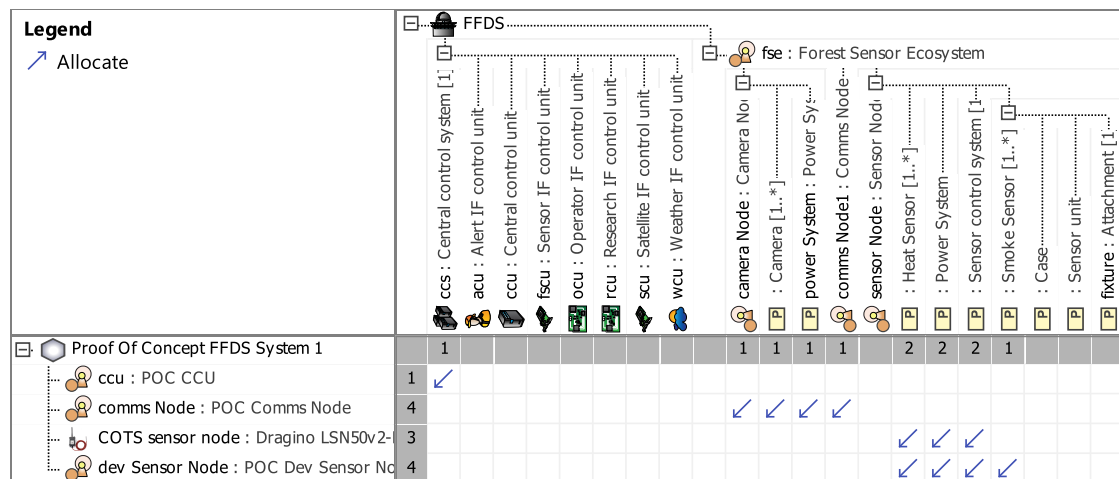 Legend
Allocate
FFDS
fse : Forest Sensor Ecosystem
ccs : Central control system [1]
acu : Alert IF control unit
ccu : Central control unit
fscu : Sensor IF control unit
ocu : Operator IF control unit
rcu : Research IF control unit
scu : Satellite IF control unit
wcu : Weather IF control unit
camera Node : Camera No
: Camera [1..*]
power System : Power Sys
comms Node1 : Comms Node
sensor Node : Sensor Node
: Heat Sensor [1..*]
: Power System
: Sensor control system [1
: Smoke Sensor [1..*]
: Case
: Sensor unit
fixture : Attachment [1
P P P P P P P P P
Proof Of Concept FFDS System 1 1 1 1 1 1 2 2 2 1
ccu : POC CCU 1
comms Node : POC Comms Node 4
COTS sensor node : Dragino LSN50v2- 3
dev Sensor Node : POC Dev Sensor No 4